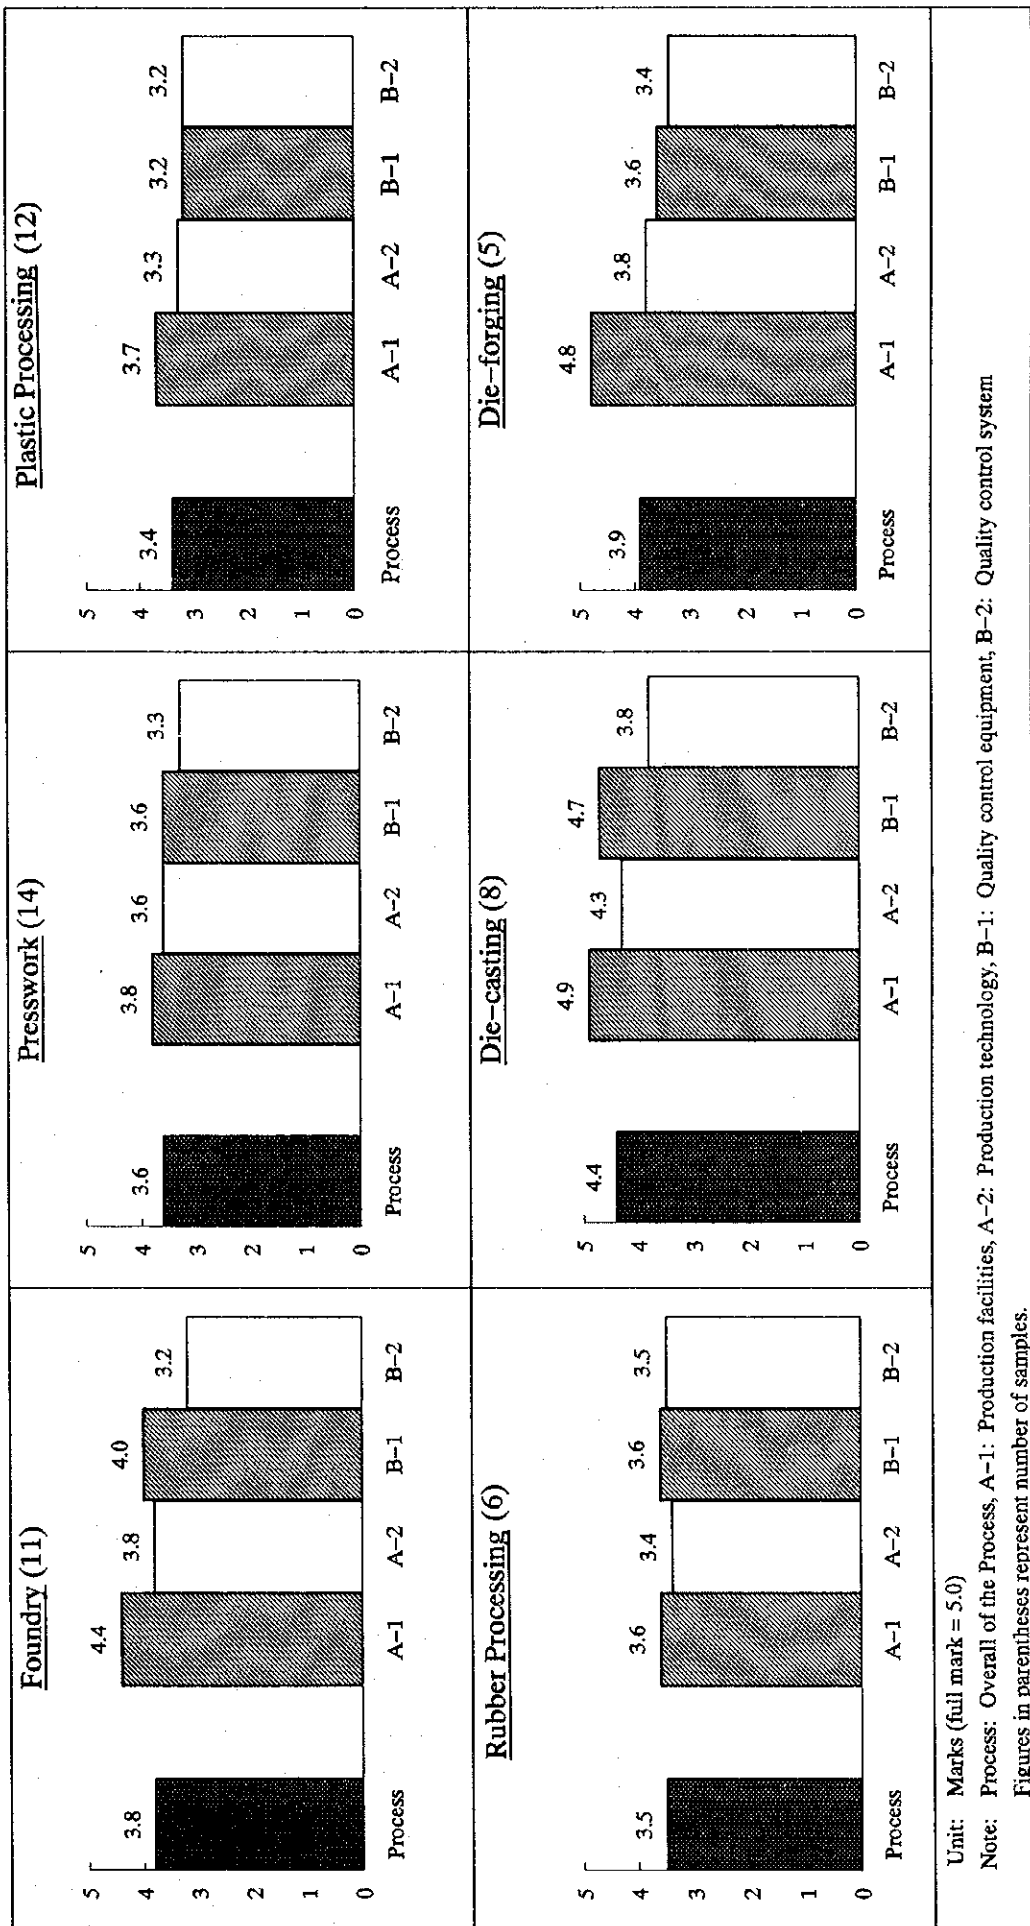 Foundry (11)
5
4
3
2
1
0
3.8
4.4
3.8
4.0
3.2
Process
A-1
A-2
B-1
B-2
Presswork (14)
5
4
3
2
1
0
3.6
3.8
3.6
3.6
3.3
Process
A-1
A-2
B-1
B-2
Plastic Processing (12)
5
4
3
2
1
0
3.4
3.7
3.3
3.2
3.2
Process
A-1
A-2
B-1
B-2
Rubber Processing (6)
5
4
3
2
1
0
3.5
3.6
3.4
3.6
3.5
Process
A-1
A-2
B-1
B-2
Die-casting (8)
5
4
3
2
1
0
4.4
4.9
4.3
4.7
3.8
Process
A-1
A-2
B-1
B-2
Die-forging (5)
5
4
3
2
1
0
3.9
4.8
3.8
3.6
3.4
Process
A-1
A-2
B-1
B-2
Unit: Marks (full mark = 5.0)
Note: Process: Overall of the Process, A-1: Production facilities, A-2: Production technology, B-1: Quality control equipment, B-2: Quality control system
Figures in parentheses represent number of samples.